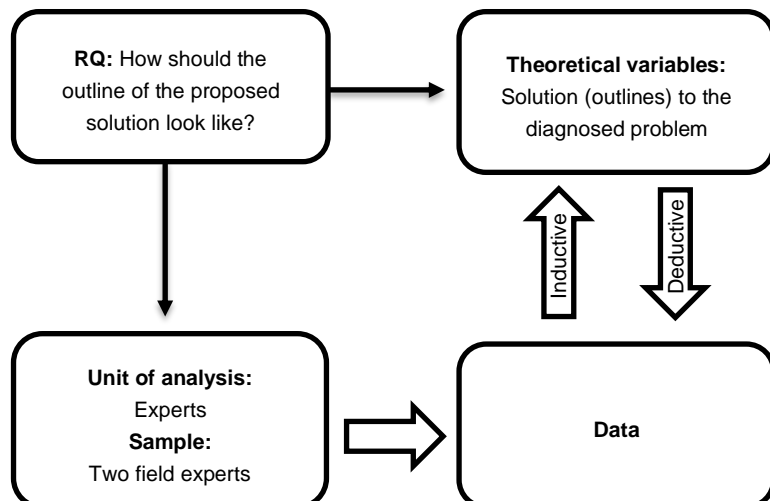 RQ: How should the
outline of the proposed
solution look like?
Theoretical variables:
Solution (outlines) to the
diagnosed problem
Inductive
Deductive
Unit of analysis:
Experts
Sample:
Two field experts
Data